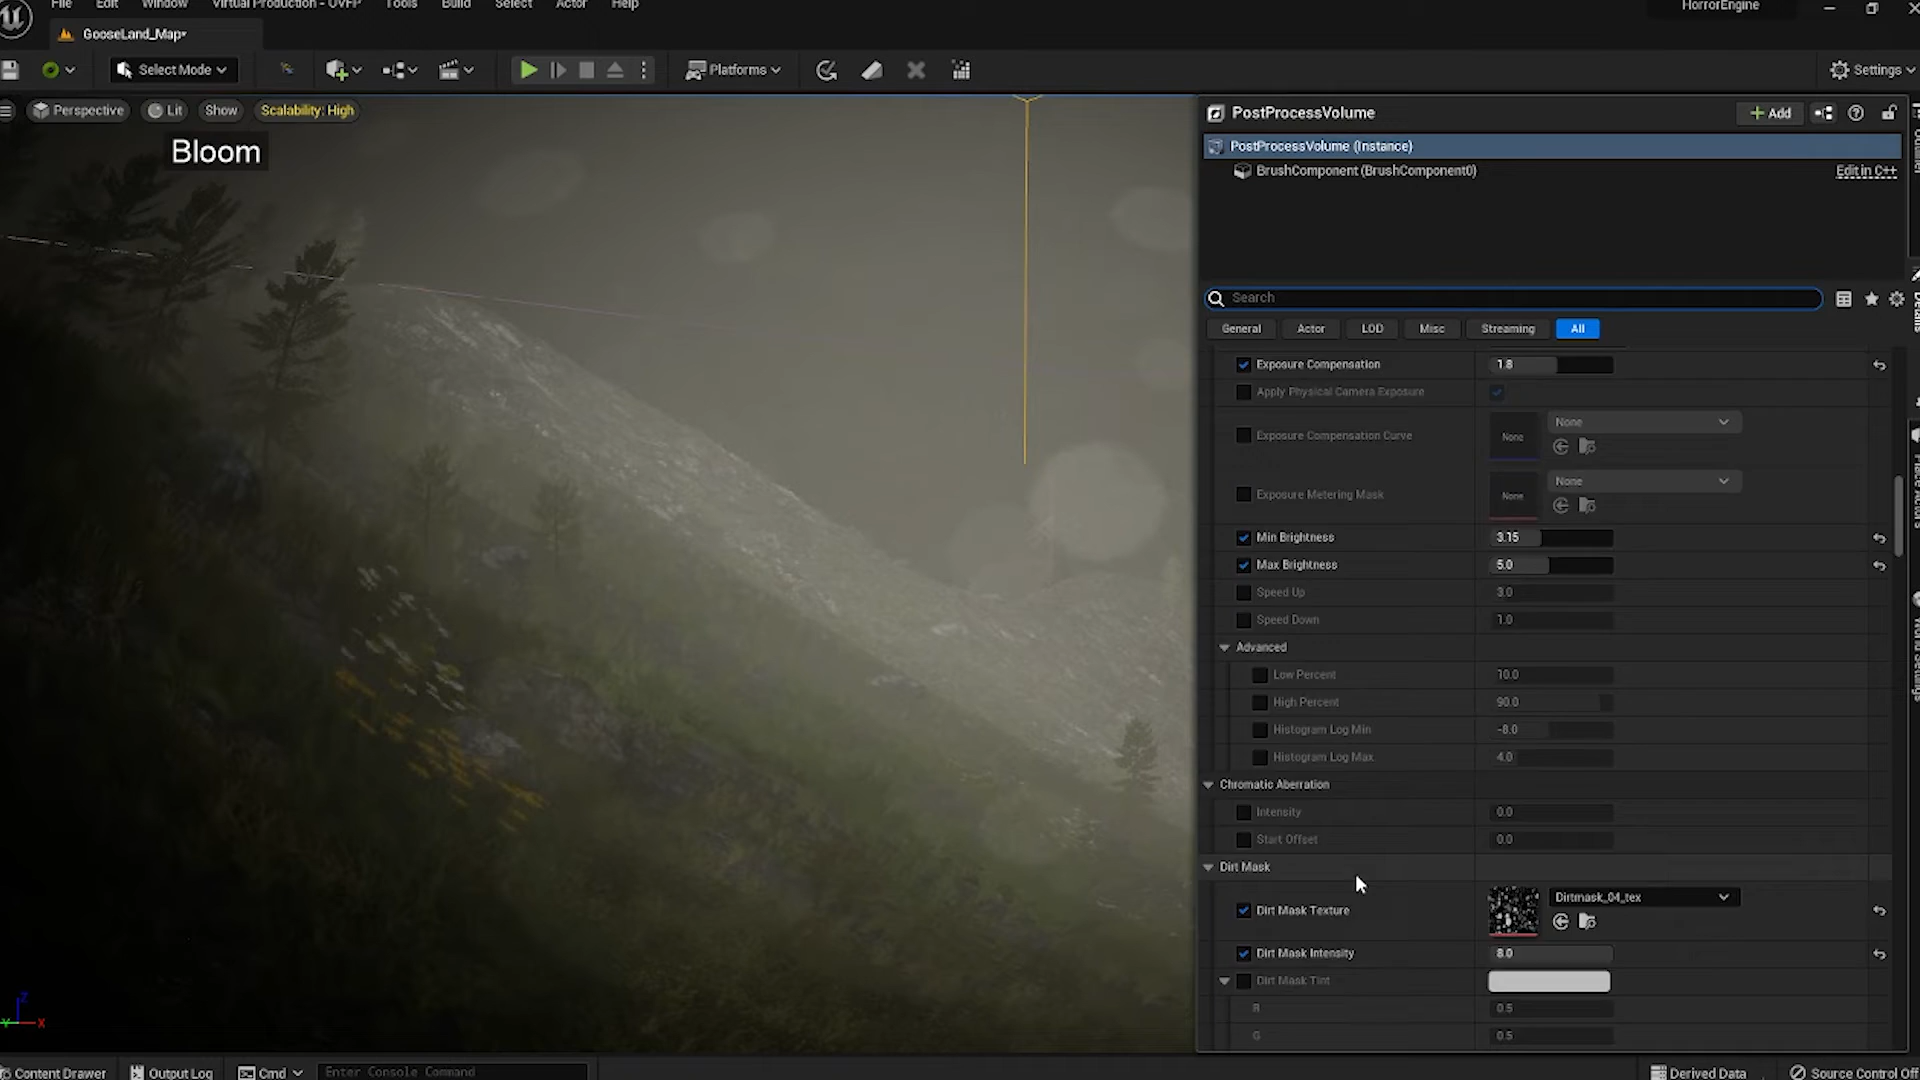 File Edit Window Virtual Production - OVFP Tools Build Select Actor Help
HorrorEngine
GooseLand_Map*
Select Mode
Platforms
Settings
Perspective Lit Show Scalability: High
Bloom
PostProcessVolume
+ Add
PostProcessVolume (Instance)
BrushComponent (BrushComponent0)
Edit in C++
Search
General Actor LOD Misc Streaming All
Exposure Compensation 1.8
Apply Physical Camera Exposure
Exposure Compensation Curve None None
Exposure Metering Mask None None
Min Brightness 3.15
Max Brightness 5.0
Speed Up 3.0
Speed Down 1.0
Advanced
Low Percent 10.0
High Percent 90.0
Histogram Log Min -8.0
Histogram Log Max 4.0
Chromatic Aberration
Intensity 0.0
Start Offset 0.0
Dirt Mask
Dirt Mask Texture Dirtmask_04_tex
Dirt Mask Intensity 8.0
Dirt Mask Tint
R 0.5
G 0.5
Z
Y X
Content Drawer Output Log Cmd Enter Console Command
Derived Data Source Control Off
Details
Place Actors
World Settings